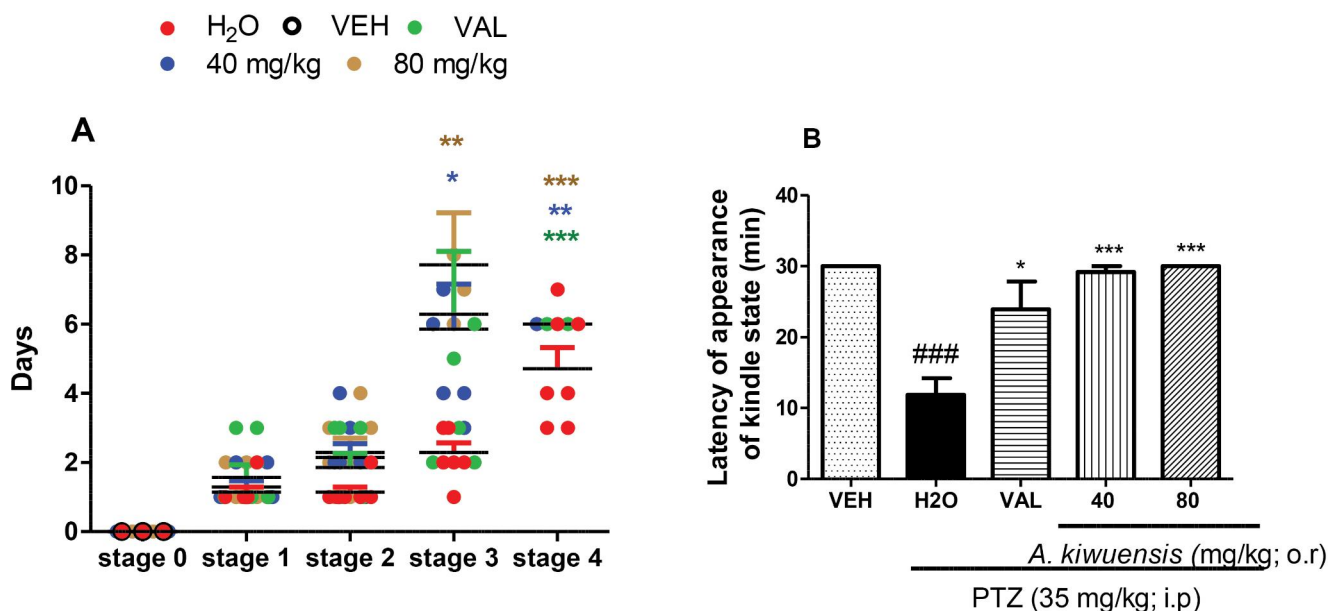 H₂O VEH VAL
40 mg/kg 80 mg/kg
A
**
*
***
**
***
10
8
6
4
2
0
Days
stage 0 stage 1 stage 2 stage 3 stage 4
B
Latency of appearance
of kindle state (min)
40
30
20
10
0
###
*
***
***
VEH H2O VAL 40 80
A. kiwuensis (mg/kg; o.r)
PTZ (35 mg/kg; i.p)